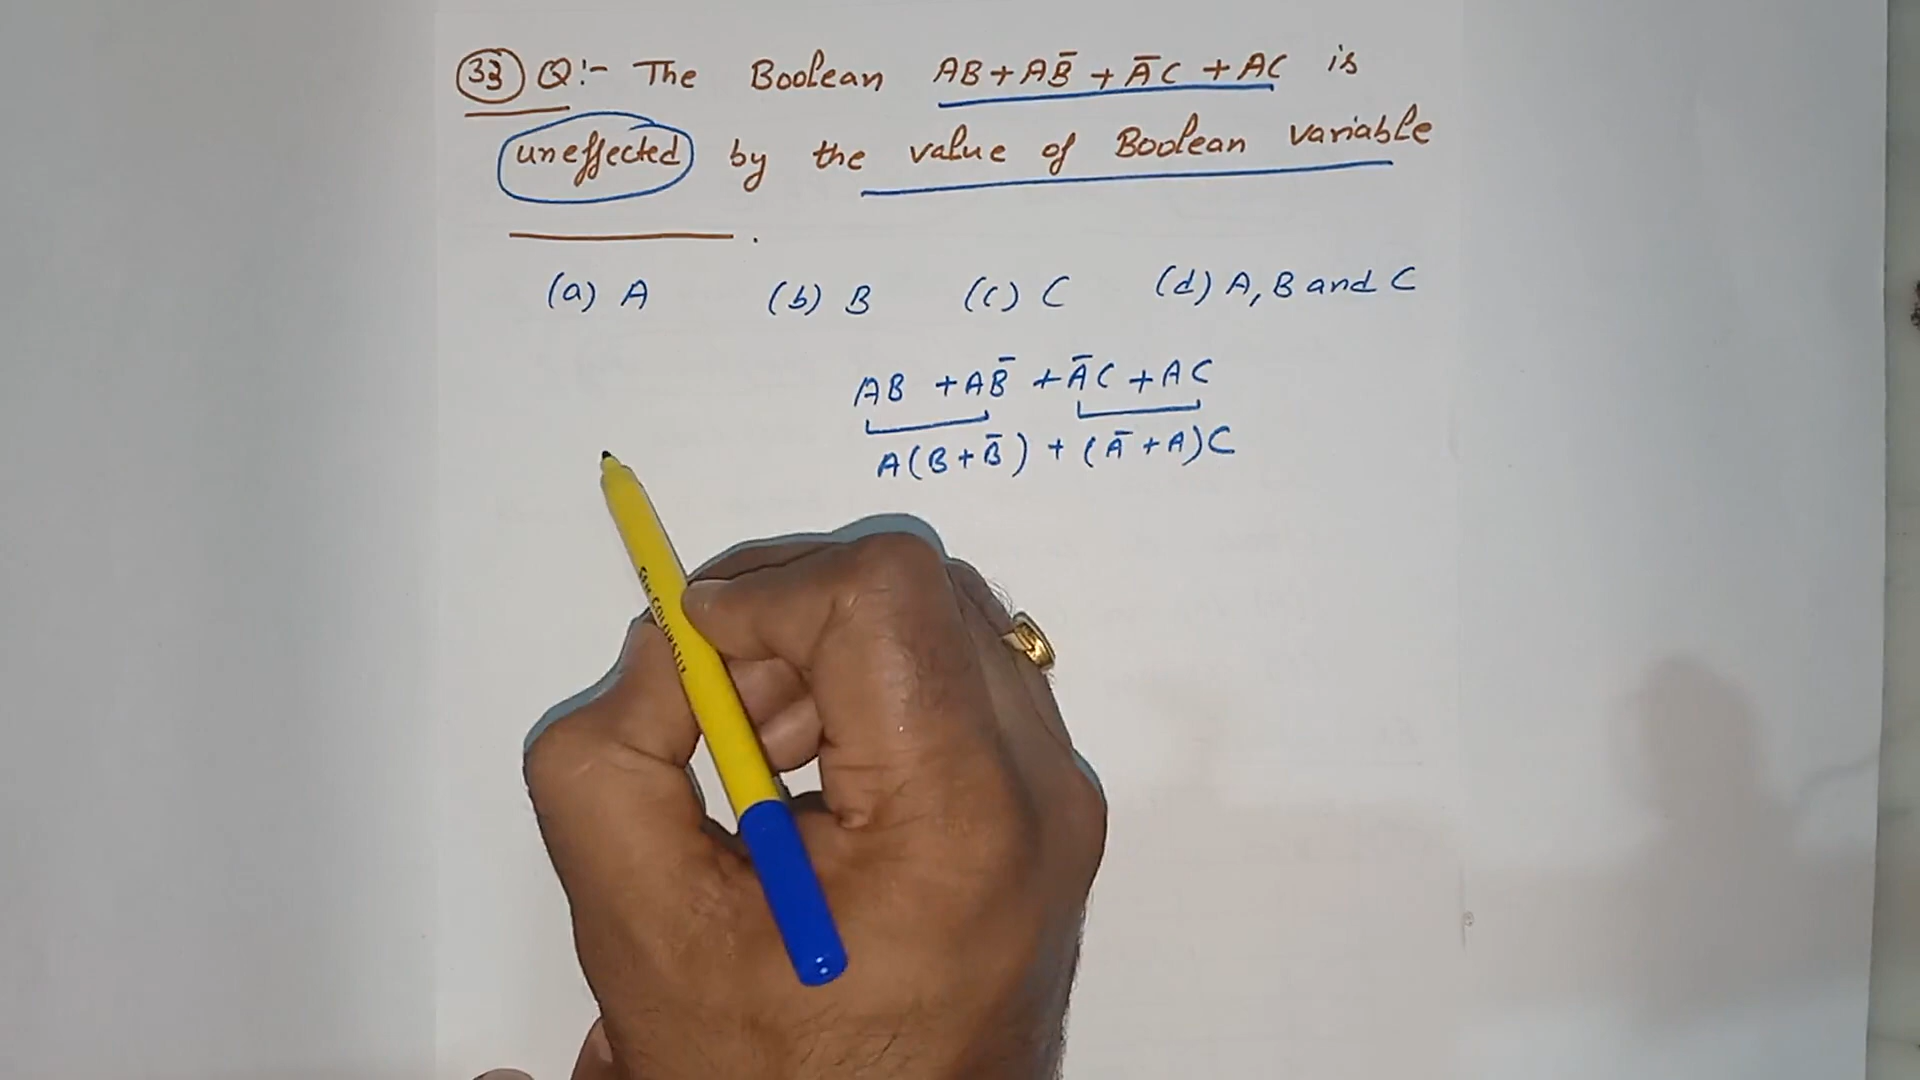 33 Q:- The Boolean AB + AB̄ + ĀC + AC is
uneffected by the value of Boolean variable
________ .
(a) A (b) B (c) C (d) A, B and C
AB + AB̄ + ĀC + AC
A(B + B̄) + (Ā + A)C